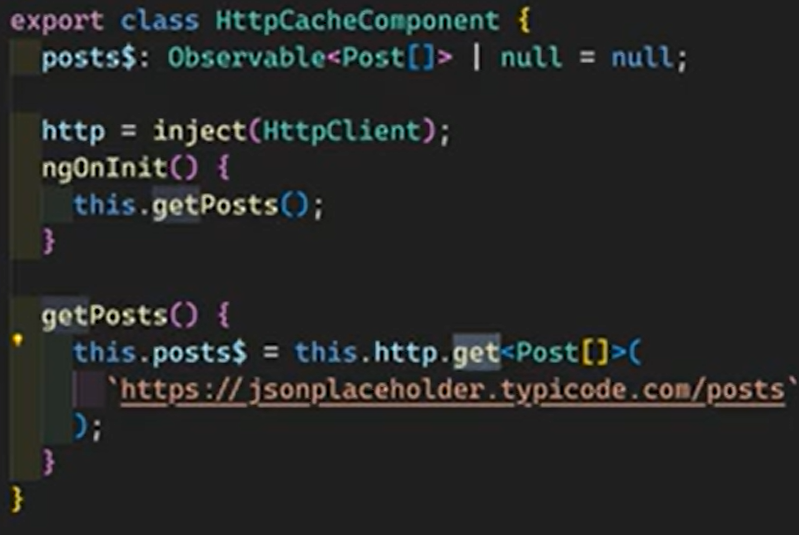 export class HttpCacheComponent {
posts$: Observable<Post[]> | null = null;
http = inject(HttpClient);
ngOnInit() {
this.getPosts();
}
getPosts() {
this.posts$ = this.http.get<Post[]>(
`https://jsonplaceholder.typicode.com/posts`
);
}
}